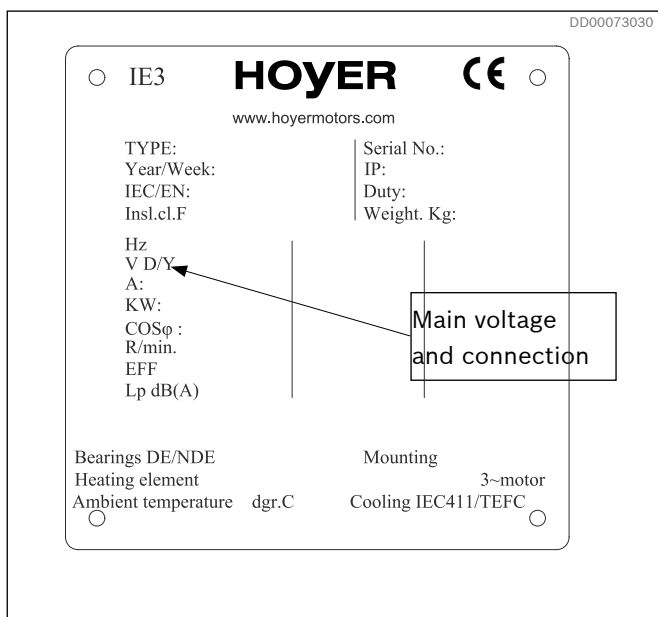 DD00073030
IE3 HOYER CE
www.hoyermotors.com
TYPE: Serial No.:
Year/Week: IP:
IEC/EN: Duty:
Insl.cl.F Weight. Kg:
Hz
V D/Y
A:
KW:
COSφ :
R/min.
EFF
Lp dB(A)
Main voltage
and connection
Bearings DE/NDE Mounting
Heating element 3~motor
Ambient temperature dgr.C Cooling IEC411/TEFC